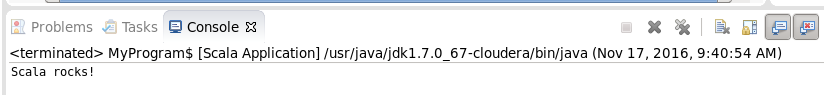 Problems Tasks Console
<terminated> MyProgram$ [Scala Application] /usr/java/jdk1.7.0_67-cloudera/bin/java (Nov 17, 2016, 9:40:54 AM)
Scala rocks!